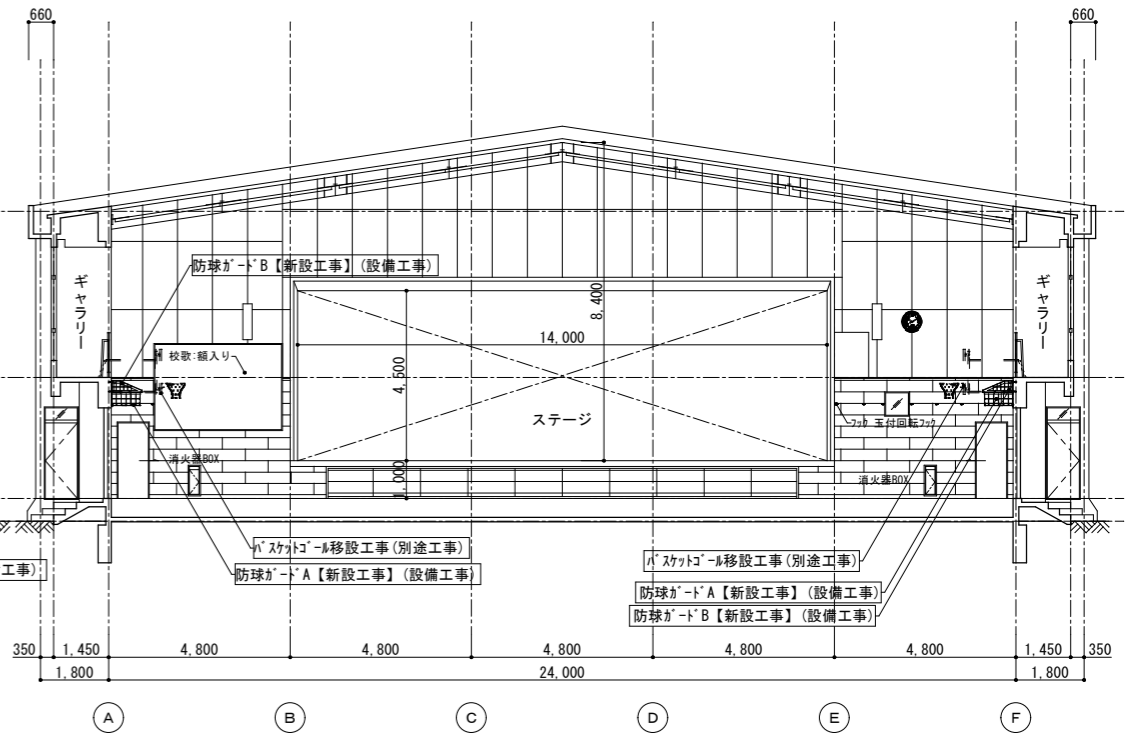 660
660
防球ガードB【新設工事】(設備工事)
ギャラリー
ギャラリー
校歌:額入り
8,400
14,000
4,500
ステージ
フック 玉付回転フック
消火器BOX
消火器BOX
1,000
バスケットゴール移設工事(別途工事)
バスケットゴール移設工事(別途工事)
工事)
防球ガードA【新設工事】(設備工事)
防球ガードA【新設工事】(設備工事)
防球ガードB【新設工事】(設備工事)
350 1,450 4,800 4,800 4,800 4,800 4,800 1,450 350
1,800 24,000 1,800
A B C D E F